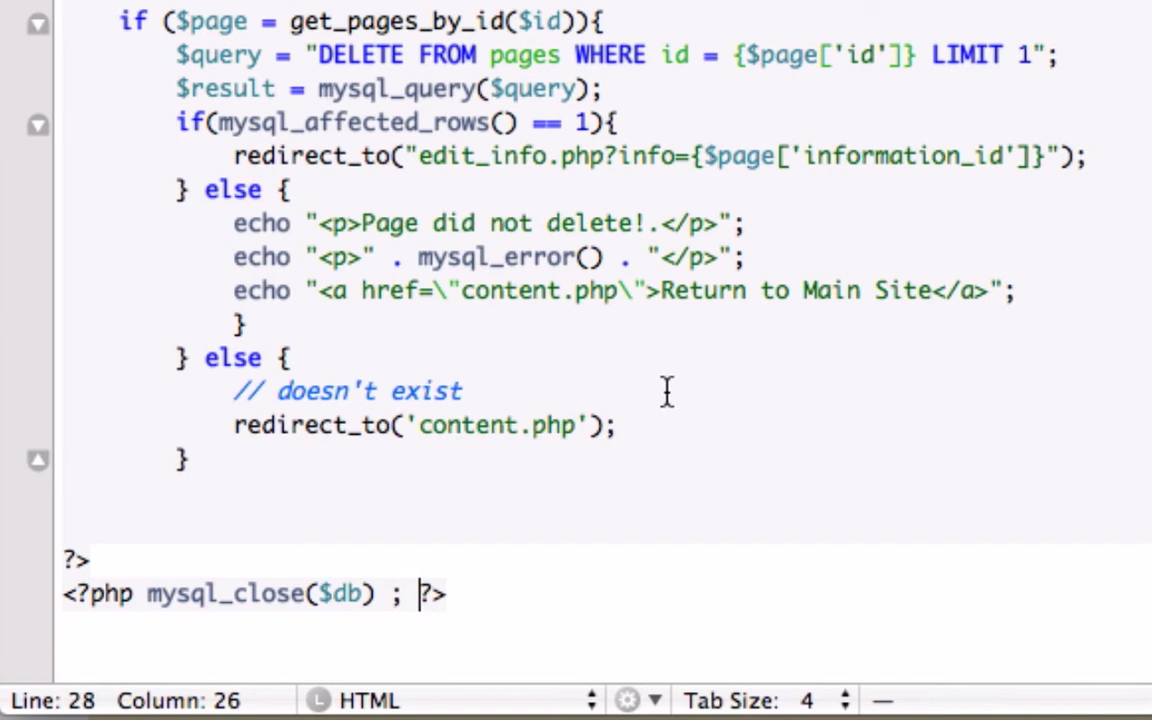 if ($page = get_pages_by_id($id)){
$query = "DELETE FROM pages WHERE id = {$page['id']} LIMIT 1";
$result = mysql_query($query);
if(mysql_affected_rows() == 1){
redirect_to("edit_info.php?info={$page['information_id']}");
} else {
echo "<p>Page did not delete!.</p>";
echo "<p>" . mysql_error() . "</p>";
echo "<a href=\"content.php\">Return to Main Site</a>";
}
} else {
// doesn't exist
redirect_to('content.php');
}
?>
<?php mysql_close($db) ; ?>
Line: 28 Column: 26 L HTML Tab Size: 4 —